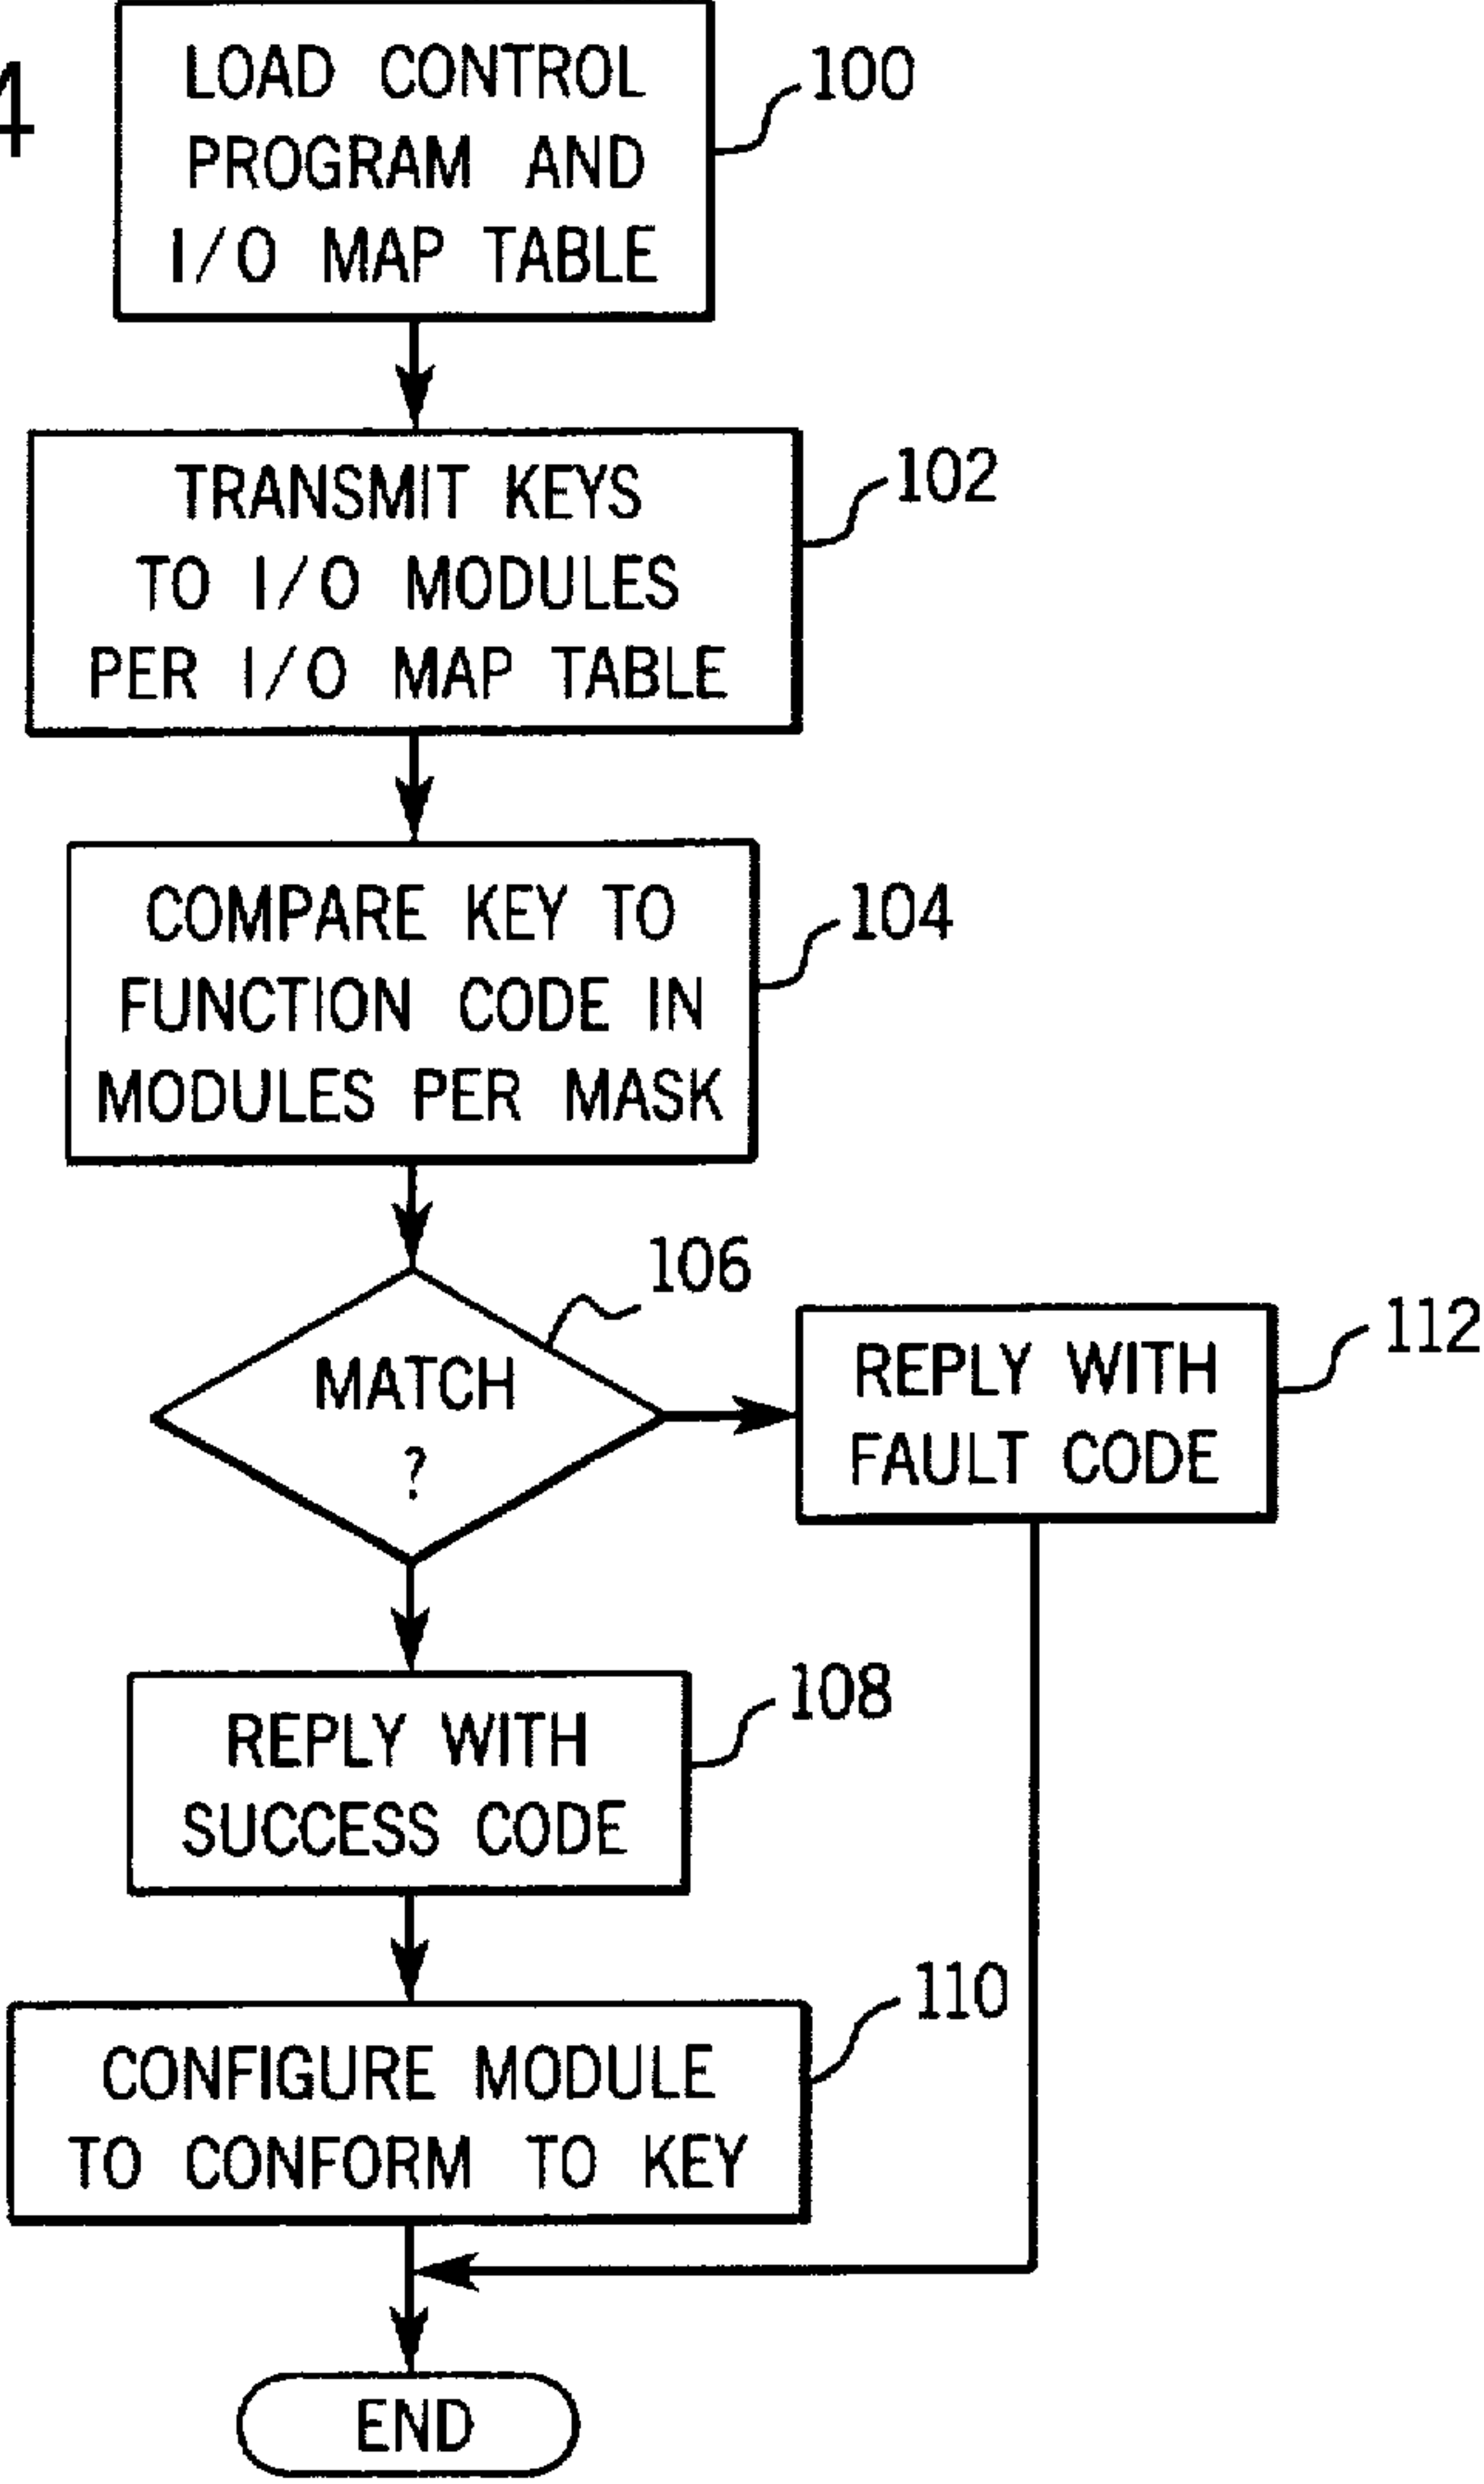 4
LOAD CONTROL
PROGRAM AND
I/O MAP TABLE
100
TRANSMIT KEYS
TO I/O MODULES
PER I/O MAP TABLE
102
COMPARE KEY TO
FUNCTION CODE IN
MODULES PER MASK
104
MATCH
?
106
REPLY WITH
FAULT CODE
112
REPLY WITH
SUCCESS CODE
108
CONFIGURE MODULE
TO CONFORM TO KEY
110
END